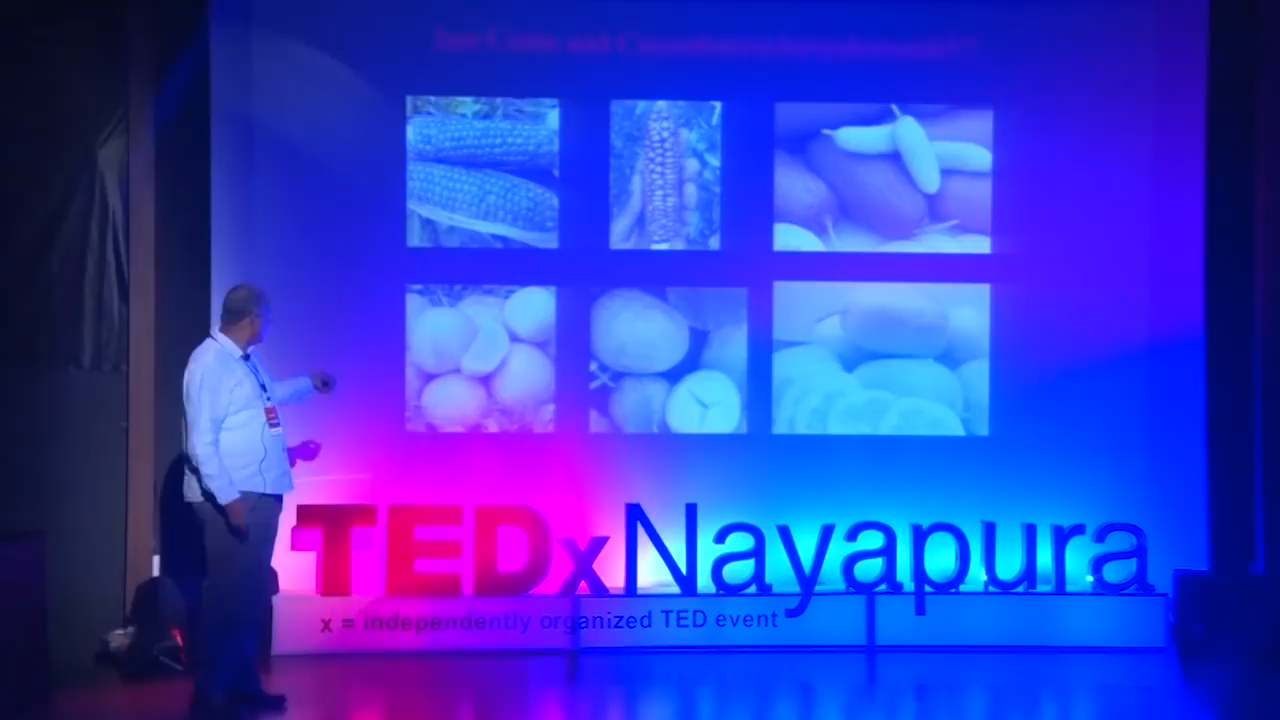 TEDxNayapura
x = independently organized TED event